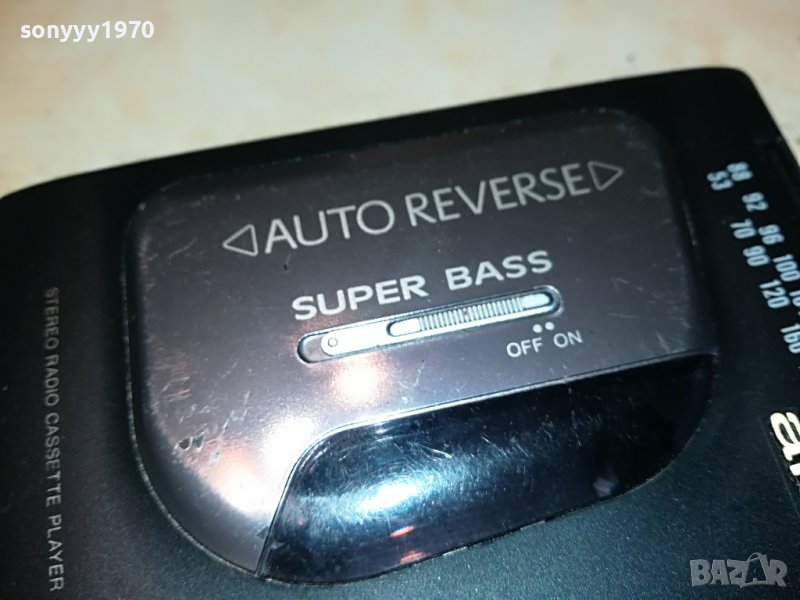 sonyyy1970
◁AUTO REVERSE▷
SUPER BASS
OFF ON
STEREO RADIO CASSETTE PLAYER
88 92 96 100
53 70 90 120 160
BAZAR